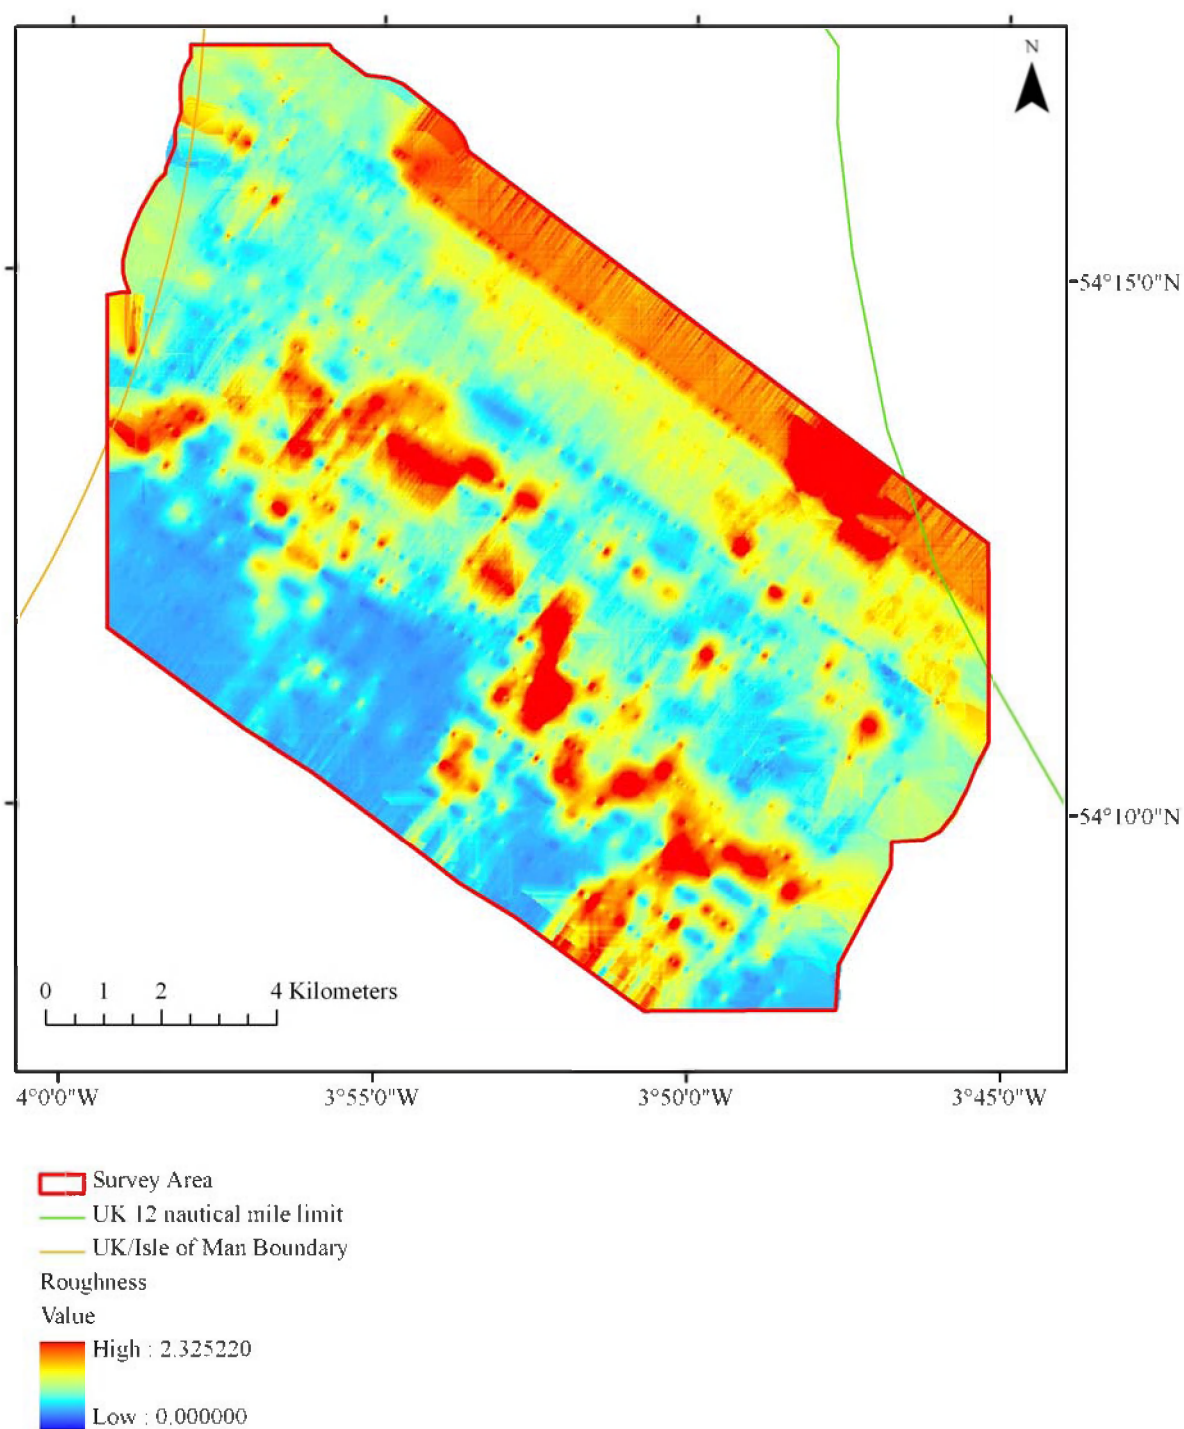 N
54°15'0"N
54°10'0"N
0 1 2 4 Kilometers
4°0'0"W 3°55'0"W 3°50'0"W 3°45'0"W
Survey Area
UK 12 nautical mile limit
UK/Isle of Man Boundary
Roughness
Value
High : 2.325220
Low : 0.000000